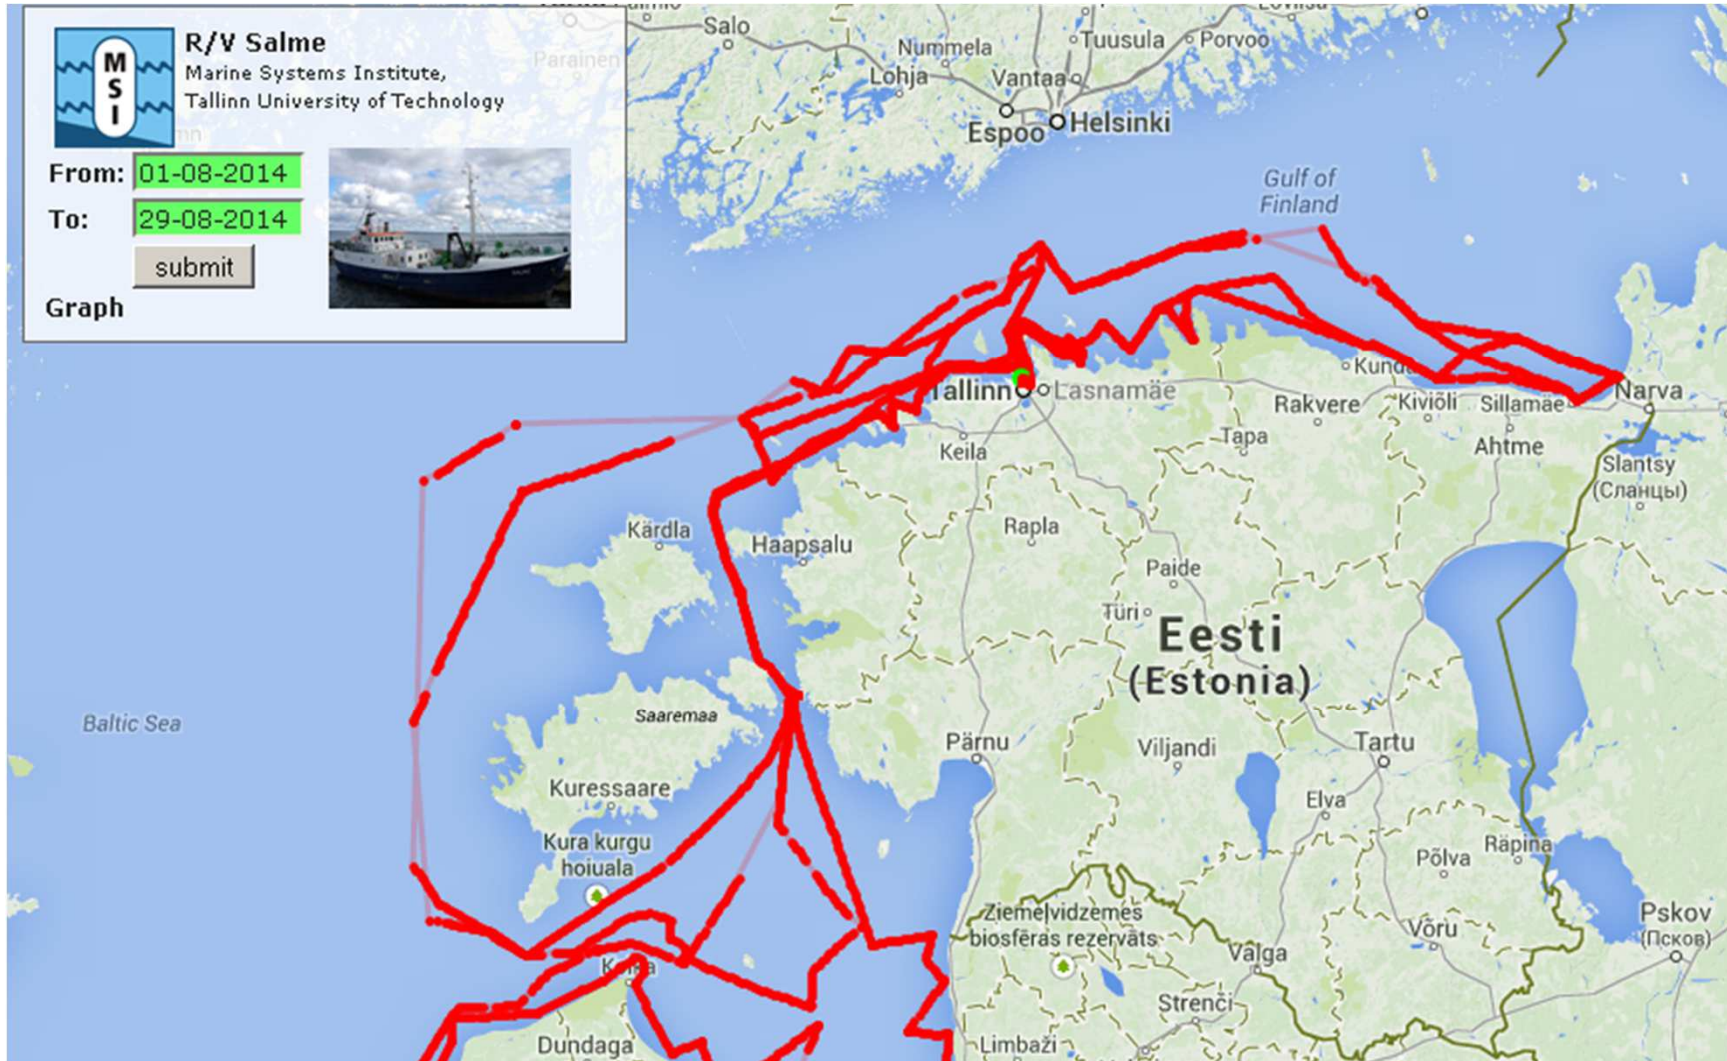 R/V Salme
Marine Systems Institute,
Tallinn University of Technology
M
S
I
From: 01-08-2014
To: 29-08-2014
submit
Graph
Salo
Nummela
Tuusula
Porvoo
Parainen
Lohja
Vantaa
Espoo
Helsinki
Gulf of
Finland
Tallinn
Lasnamäe
Rakvere
Kiviõli
Sillamäe
Narva
Keila
Tapa
Ahtme
Slantsy
(Сланцы)
Kärdla
Haapsalu
Rapla
Paide
Türi
Eesti
(Estonia)
Baltic Sea
Saaremaa
Pärnu
Viljandi
Tartu
Kuressaare
Elva
Kura kurgu
hoiuala
Põlva
Räpina
Ziemeļvidzemes
biosfēras rezervāts
Valga
Võru
Pskov
(Псков)
Strenči
Dundaga
Limbaži